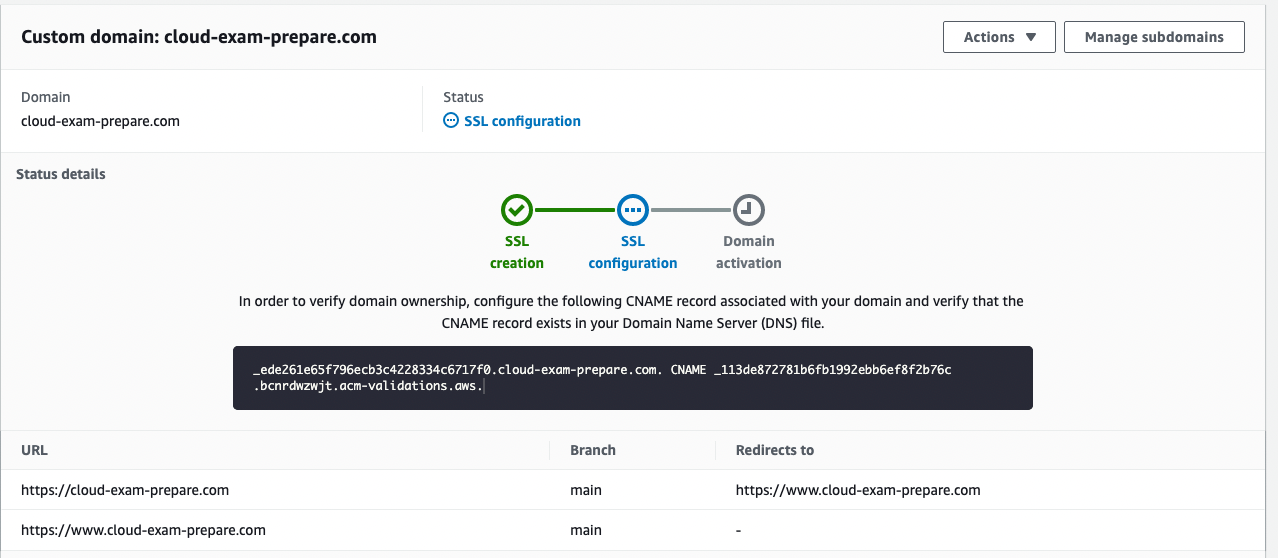 Custom domain: cloud-exam-prepare.com
Actions ▼
Manage subdomains
Domain
Status
cloud-exam-prepare.com
SSL configuration
Status details
SSL
creation
SSL
configuration
Domain
activation
In order to verify domain ownership, configure the following CNAME record associated with your domain and verify that the
CNAME record exists in your Domain Name Server (DNS) file.
_ede261e65f796ecb3c4228334c6717f0.cloud-exam-prepare.com. CNAME _113de872781b6fb1992ebb6ef8f2b76c
.bcnrdwzwjt.acm-validations.aws.
URL Branch Redirects to
https://cloud-exam-prepare.com main https://www.cloud-exam-prepare.com
https://www.cloud-exam-prepare.com main -